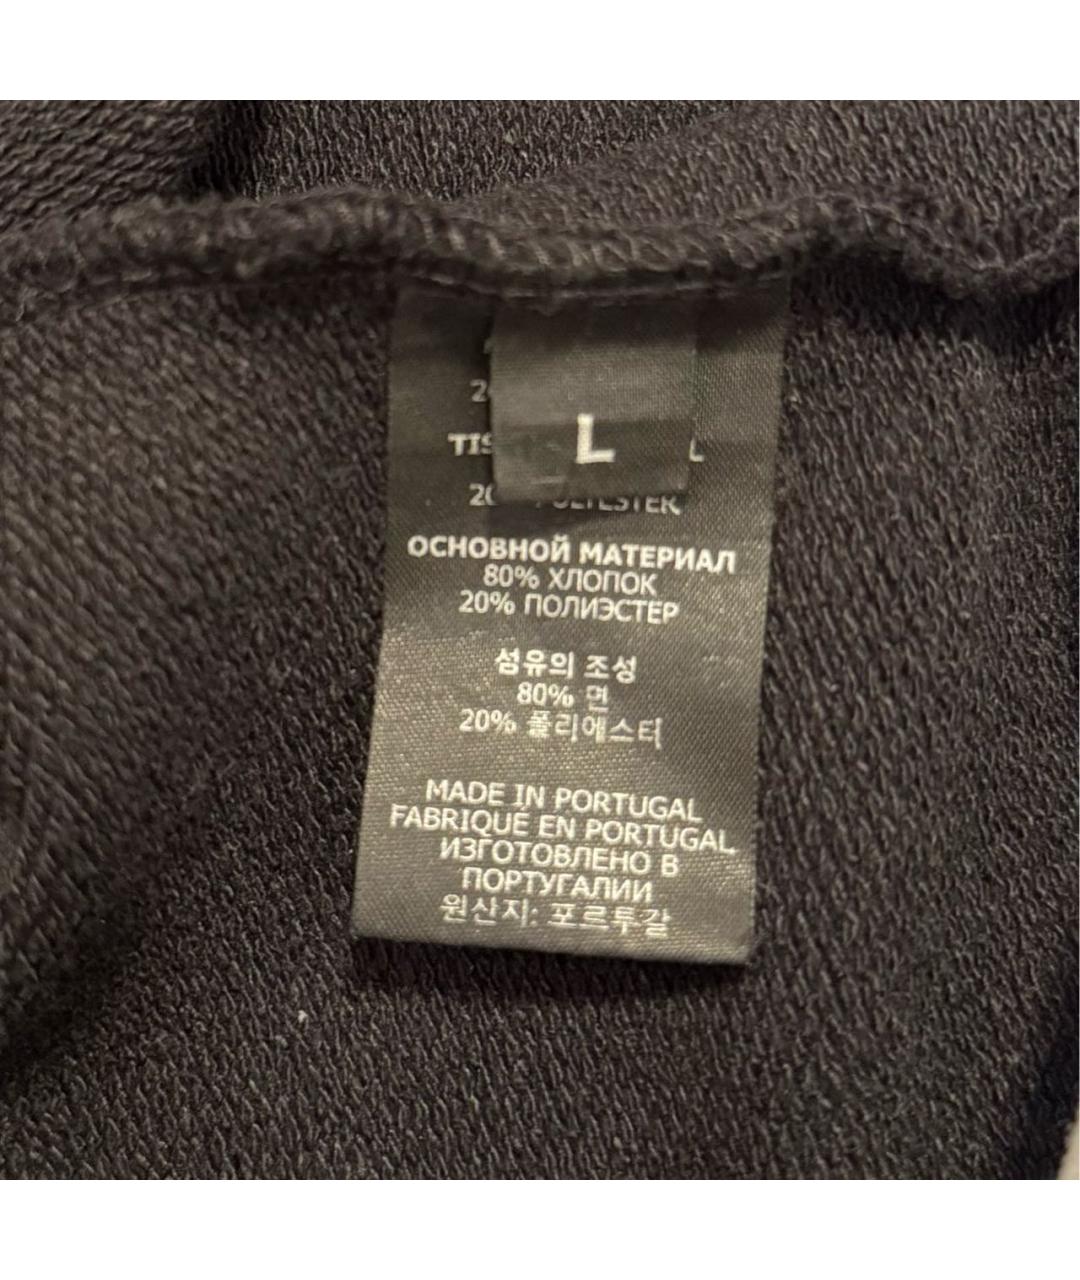 L
ОСНОВНОЙ МАТЕРИАЛ
80% ХЛОПОК
20% ПОЛИЭСТЕР
섬유의 조성
80% 면
20% 폴리에스터
MADE IN PORTUGAL
FABRIQUÉ EN PORTUGAL
ИЗГОТОВЛЕНО В
ПОРТУГАЛИИ
원산지: 포르투갈